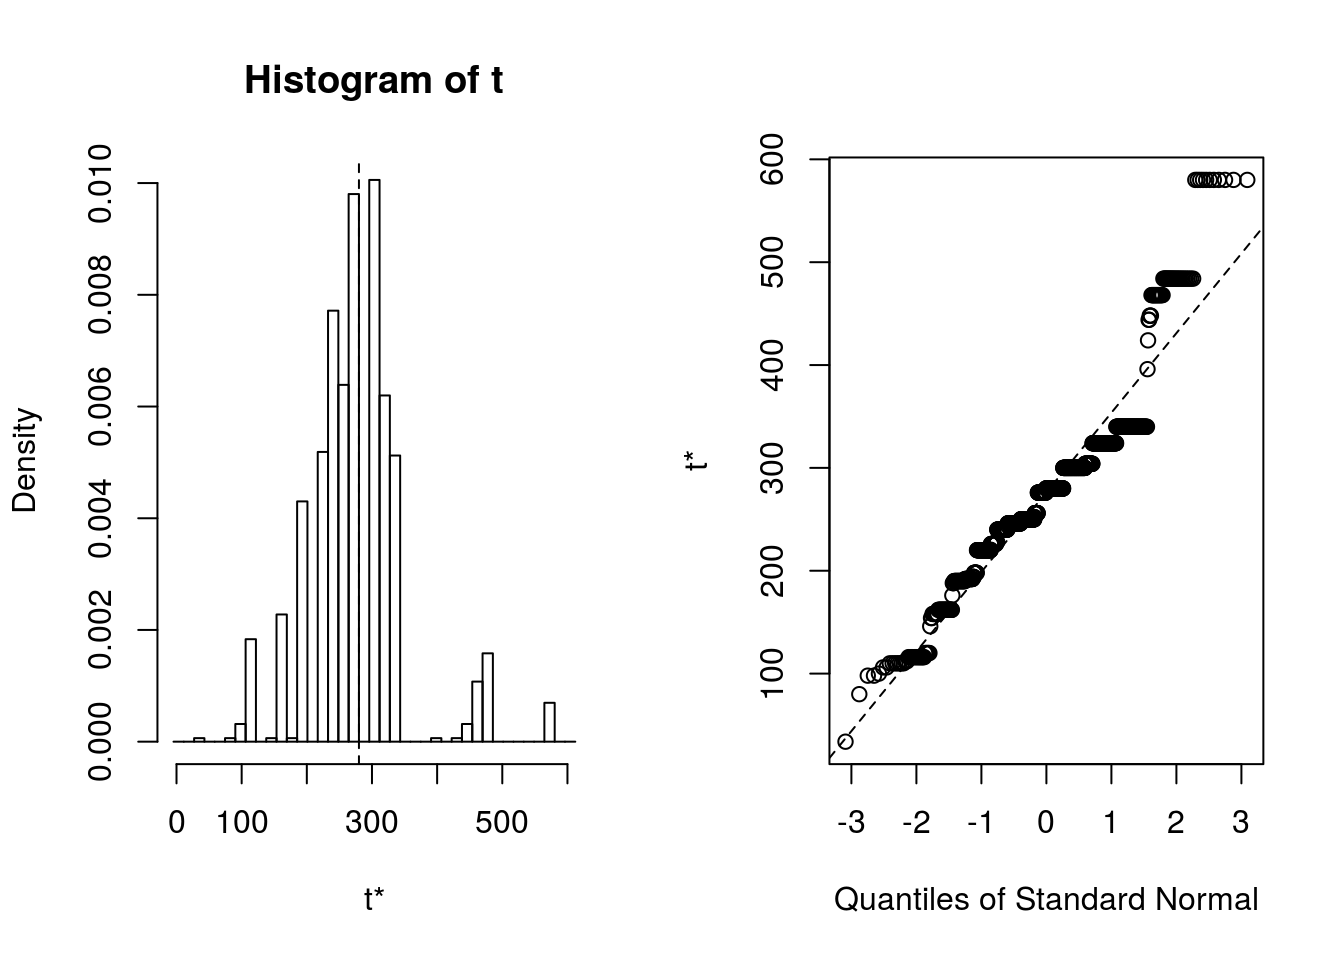 Histogram of t
Density
0.000 0.002 0.004 0.006 0.008 0.010
0 100 300 500
t*
t*
100 200 300 400 500 600
-3 -2 -1 0 1 2 3
Quantiles of Standard Normal